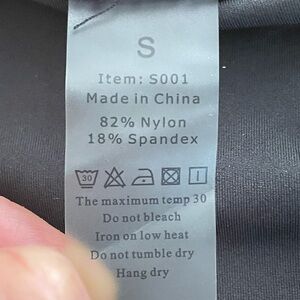 S
Item: S001
Made in China
82% Nylon
18% Spandex
30
The maximum temp 30
Do not bleach
Iron on low heat
Do not tumble dry
Hang dry